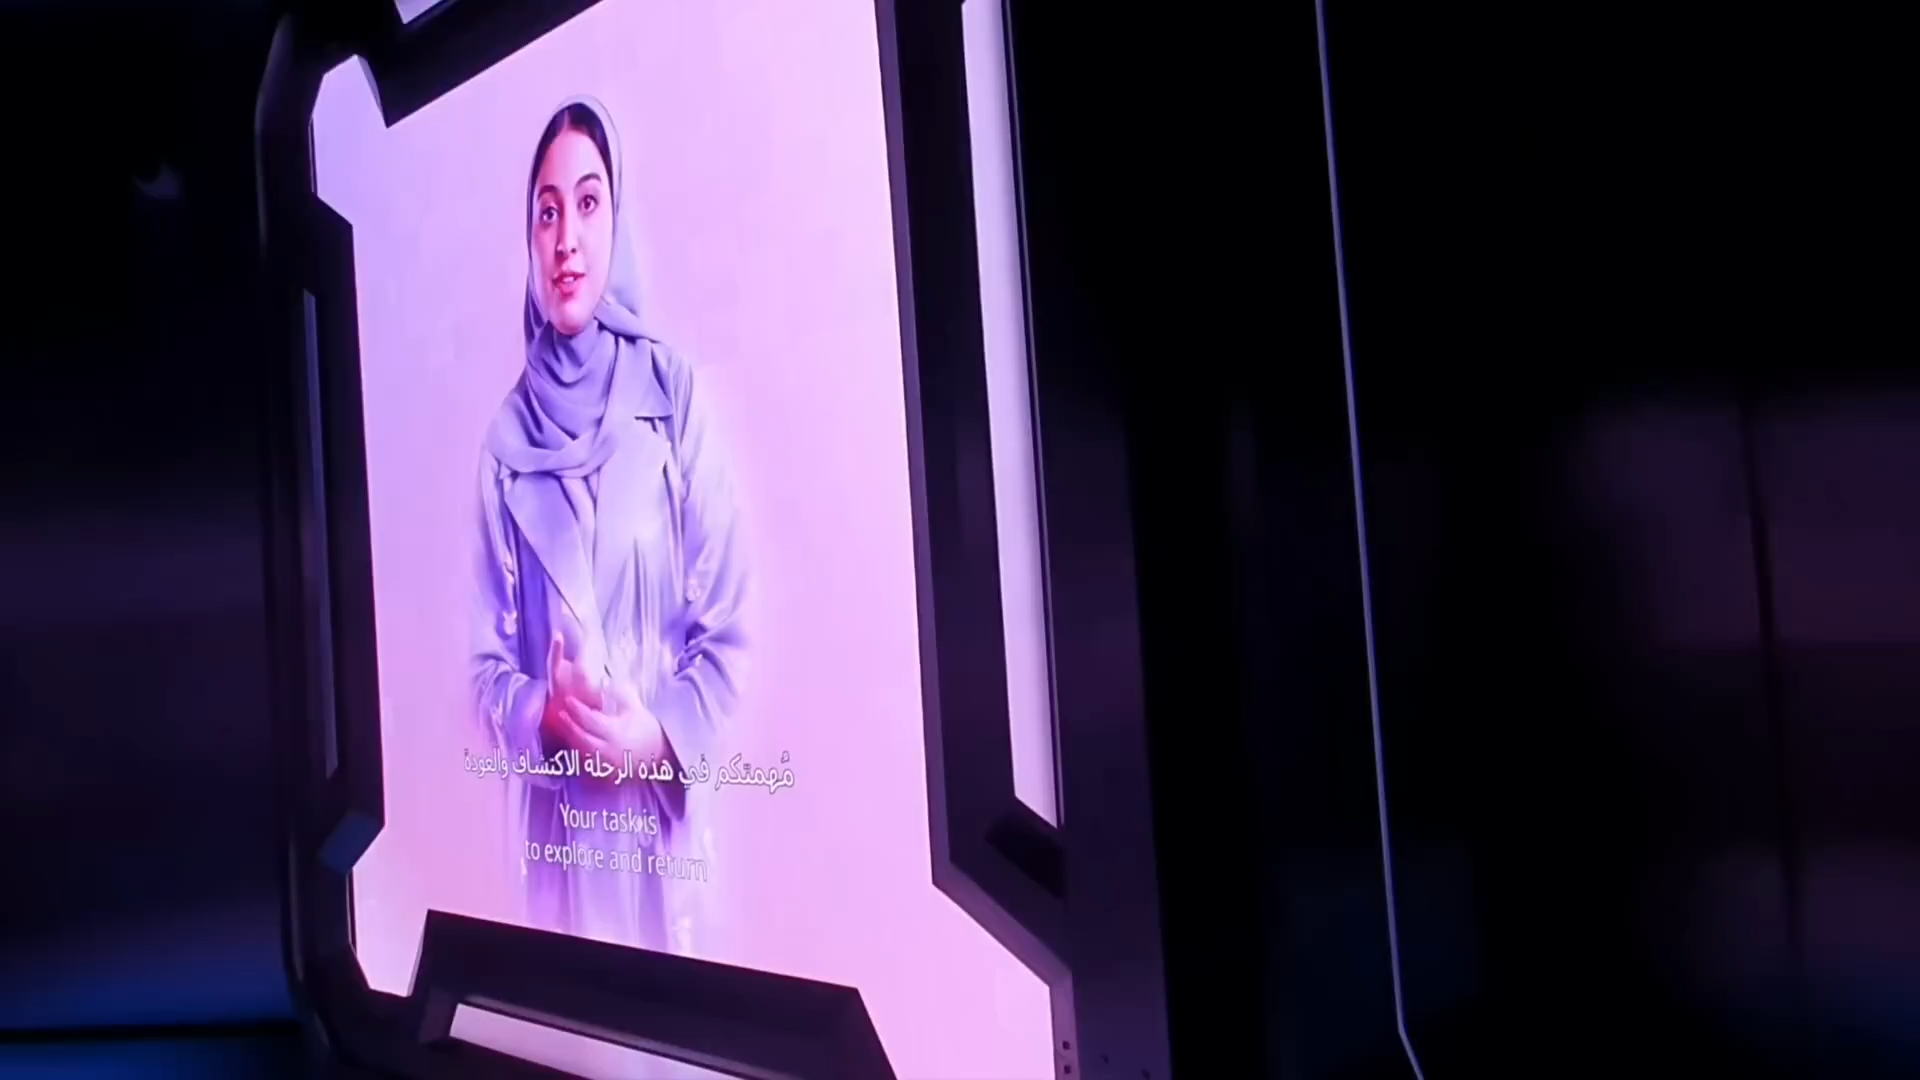 مُهمتكم في هذه الرحلة الاكتشاف والعودة
Your task is
to explore and return